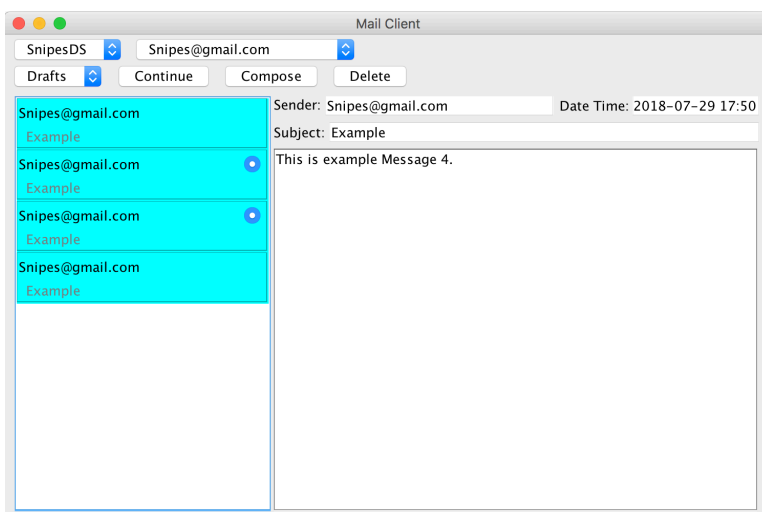 Mail Client
SnipesDS Snipes@gmail.com
Drafts Continue Compose Delete
Snipes@gmail.com
Example
Snipes@gmail.com
Example
Snipes@gmail.com
Example
Snipes@gmail.com
Example
Sender: Snipes@gmail.com Date Time: 2018-07-29 17:50
Subject: Example
This is example Message 4.